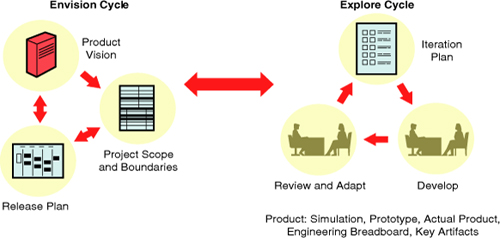 Envision Cycle
Product
Vision
Project Scope
and Boundaries
Release Plan
Explore Cycle
Iteration
Plan
Review and Adapt
Develop
Product: Simulation, Prototype, Actual Product,
Engineering Breadboard, Key Artifacts